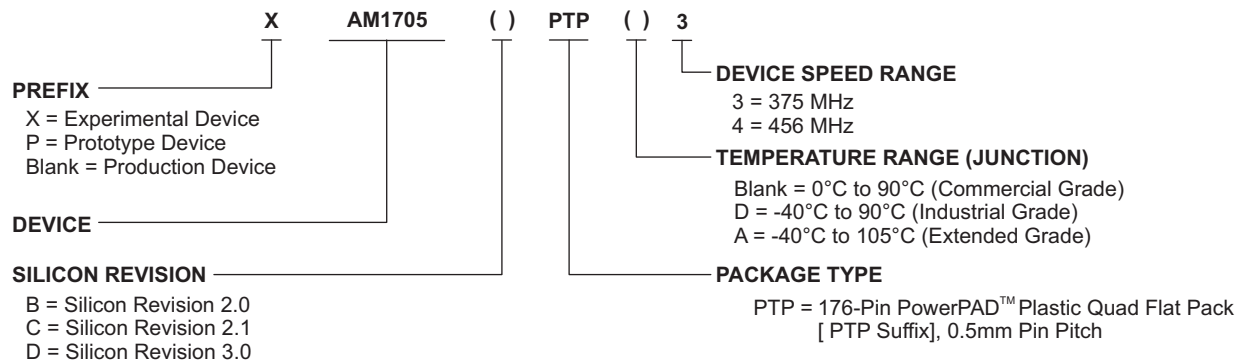 X AM1705 ( ) PTP ( ) 3
PREFIX
X = Experimental Device
P = Prototype Device
Blank = Production Device
DEVICE
SILICON REVISION
B = Silicon Revision 2.0
C = Silicon Revision 2.1
D = Silicon Revision 3.0
DEVICE SPEED RANGE
3 = 375 MHz
4 = 456 MHz
TEMPERATURE RANGE (JUNCTION)
Blank = 0°C to 90°C (Commercial Grade)
D = -40°C to 90°C (Industrial Grade)
A = -40°C to 105°C (Extended Grade)
PACKAGE TYPE
PTP = 176-Pin PowerPAD™ Plastic Quad Flat Pack
[ PTP Suffix], 0.5mm Pin Pitch